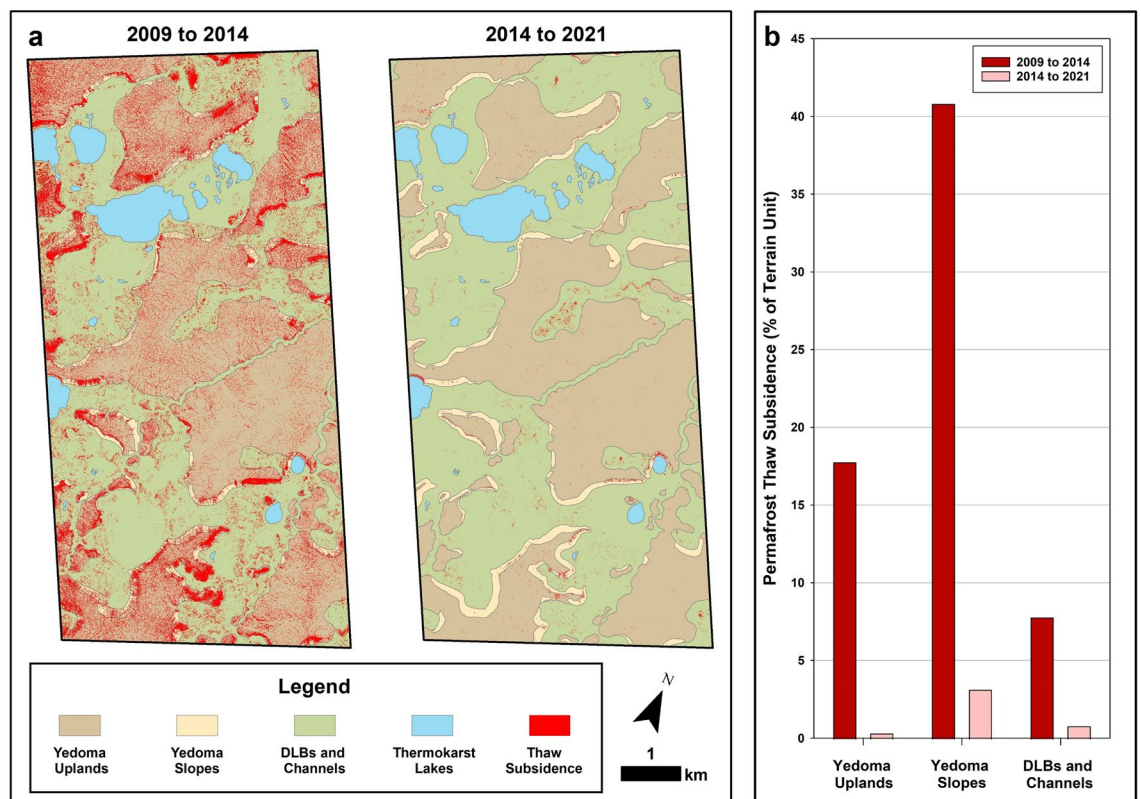 a
2009 to 2014
2014 to 2021
Legend
Yedoma
Uplands
Yedoma
Slopes
DLBs and
Channels
Thermokarst
Lakes
Thaw
Subsidence
N
1
km
b
2009 to 2014
2014 to 2021
Permafrost Thaw Subsidence (% of Terrain Unit)
45
40
35
30
25
20
15
10
5
0
Yedoma
Uplands
Yedoma
Slopes
DLBs and
Channels